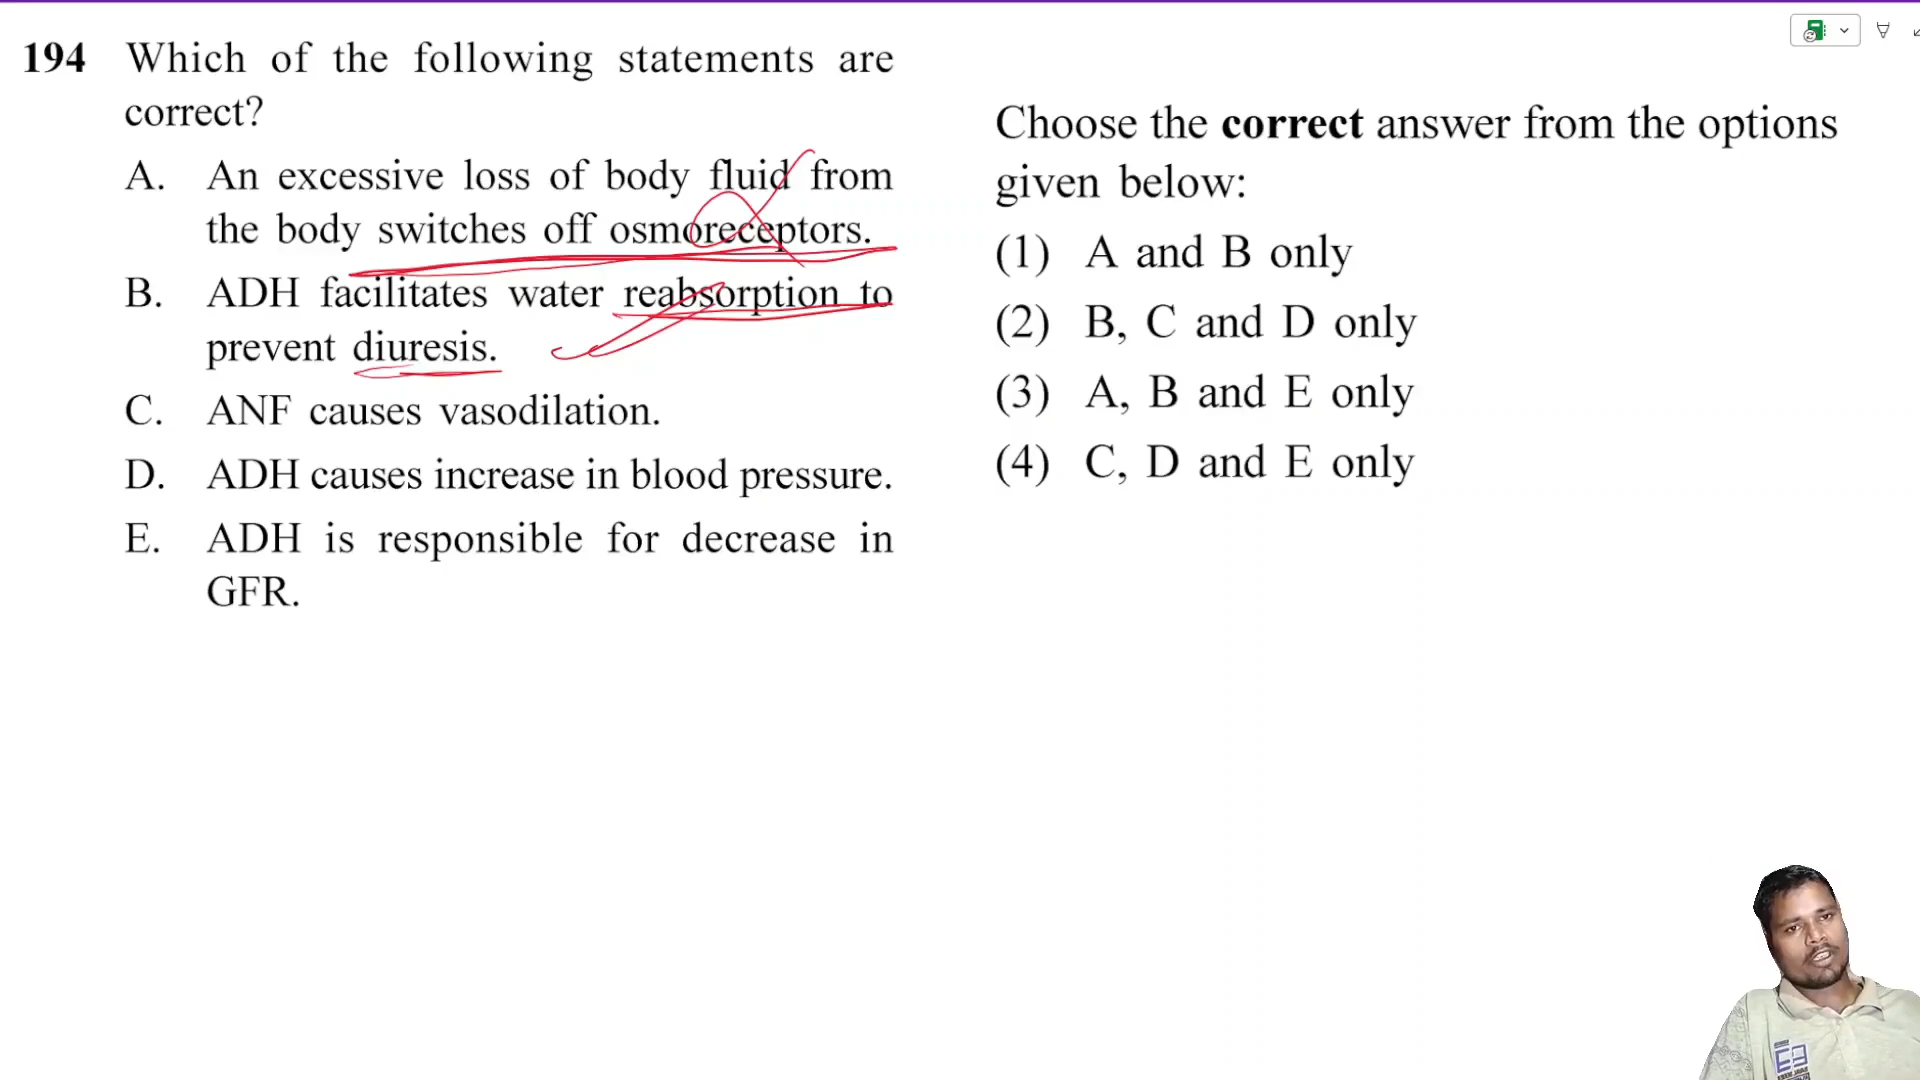 194 Which of the following statements are
correct?
A. An excessive loss of body fluid from
the body switches off osmoreceptors.
B. ADH facilitates water reabsorption to
prevent diuresis.
C. ANF causes vasodilation.
D. ADH causes increase in blood pressure.
E. ADH is responsible for decrease in
GFR.
Choose the correct answer from the options
given below:
(1) A and B only
(2) B, C and D only
(3) A, B and E only
(4) C, D and E only